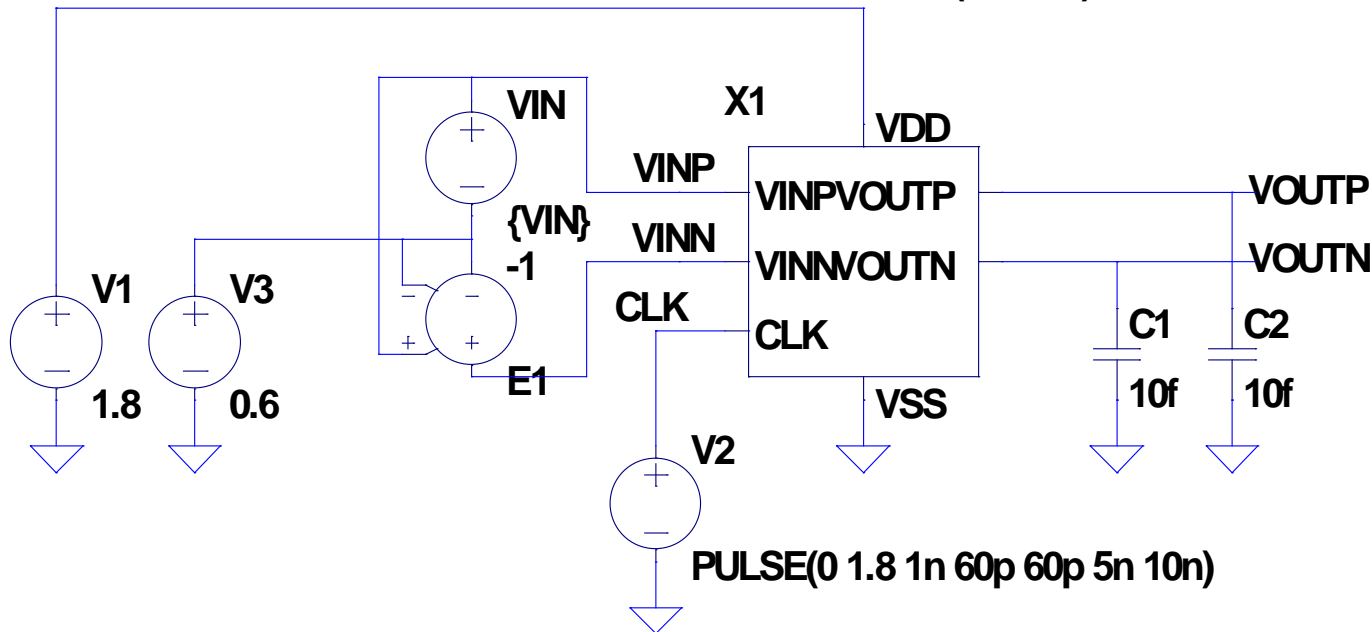 VIN
X1
VDD
VINP
VINPVOUTP
VOUTP
{VIN}
VINN
-1
VINNVOUTN
VOUTN
V1
V3
CLK
CLK
C1
C2
E1
1.8
0.6
VSS
10f
10f
V2
PULSE(0 1.8 1n 60p 60p 5n 10n)